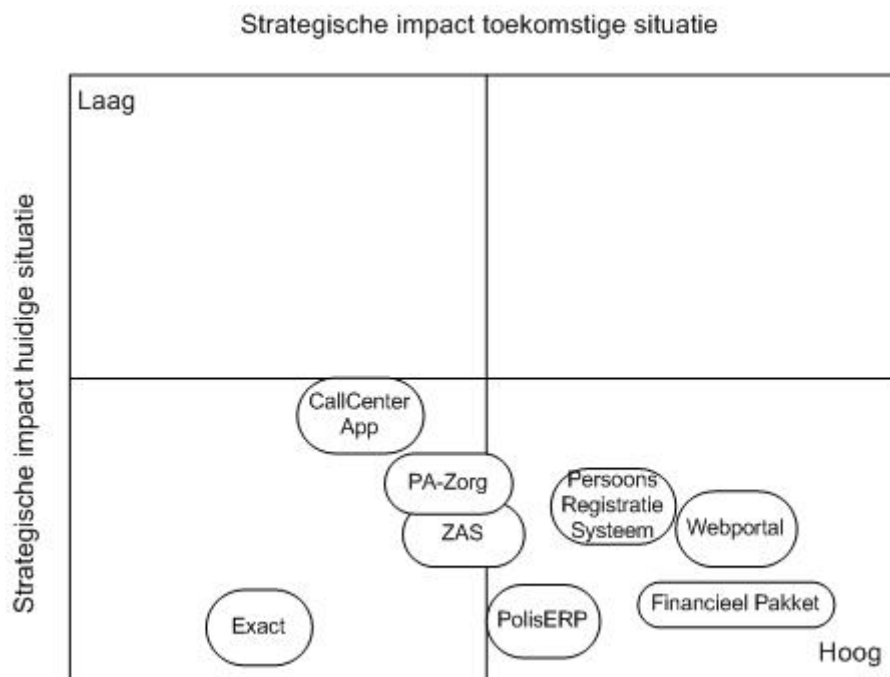 Strategische impact toekomstige situatie
Laag
Strategische impact huidige situatie
CallCenter
App
PA-Zorg
ZAS
Persoons
Registratie
Systeem
Webportal
Exact
PolisERP
Financieel Pakket
Hoog